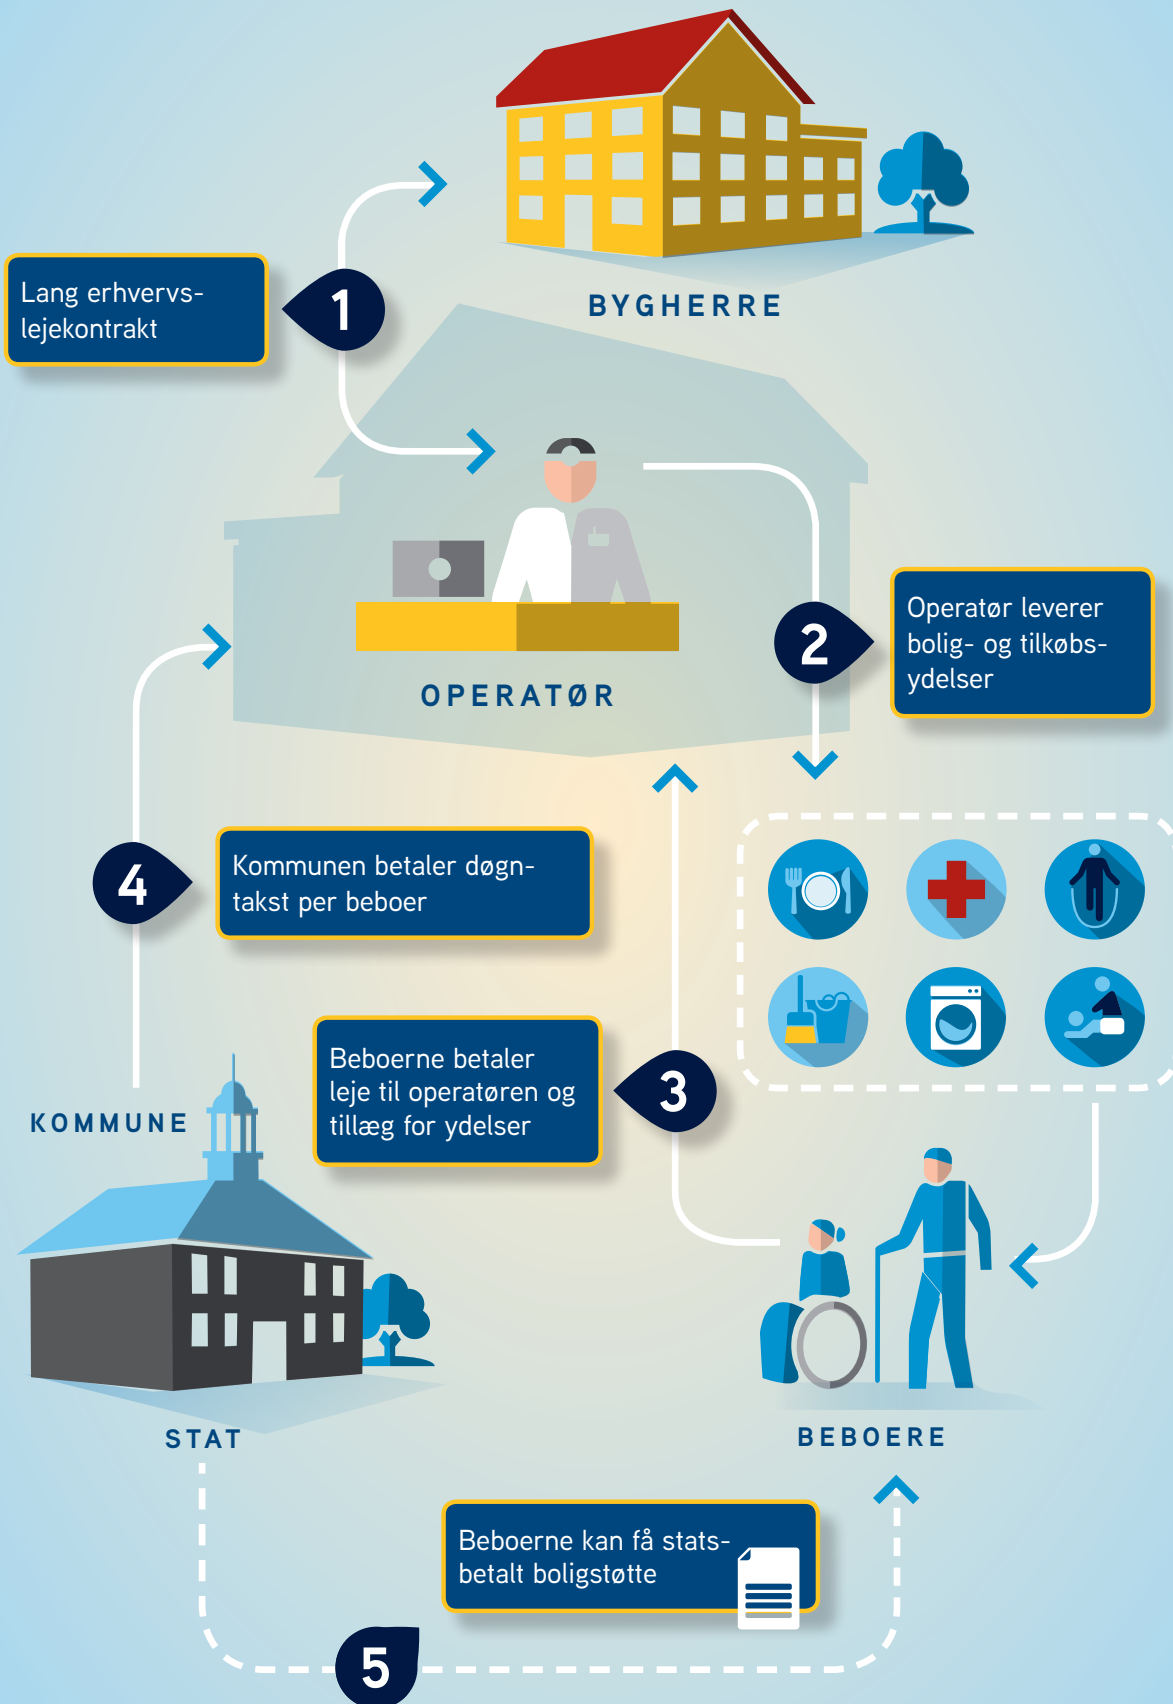 BYGHERRE
Lang erhvervs-
lejekontrakt
1
OPERATØR
2
Operatør leverer
bolig- og tilkøbs-
ydelser
4
Kommunen betaler døgn-
takst per beboer
Beboerne betaler
leje til operatøren og
tillæg for ydelser
3
KOMMUNE
STAT
BEBOERE
Beboerne kan få stats-
betalt boligstøtte
5